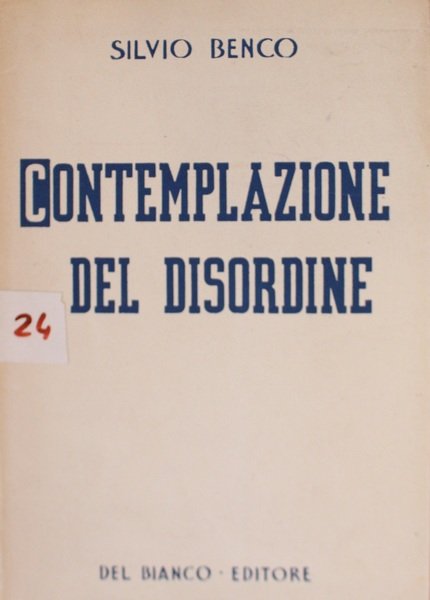 SILVIO BENCO
CONTEMPLAZIONE
DEL DISORDINE
24
DEL BIANCO - EDITORE